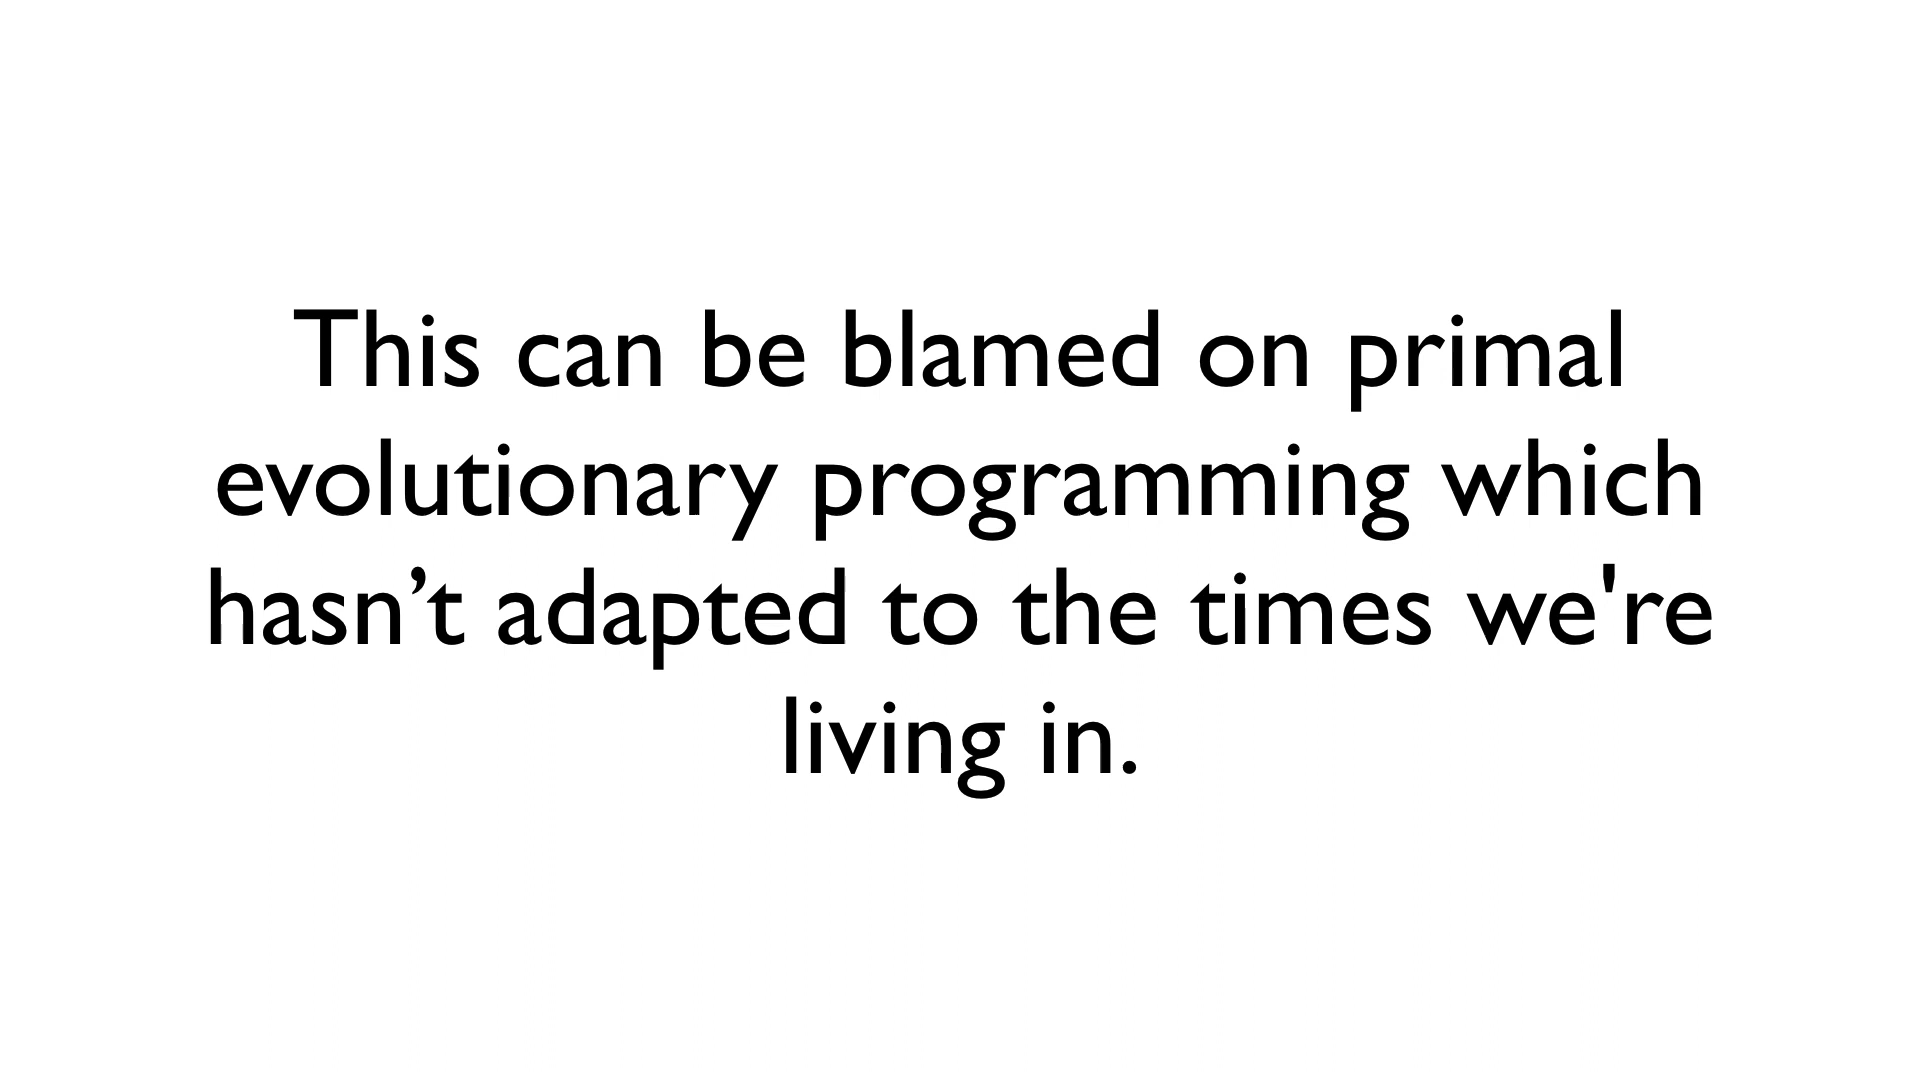 This can be blamed on primal
evolutionary programming which
hasn’t adapted to the times we're
living in.